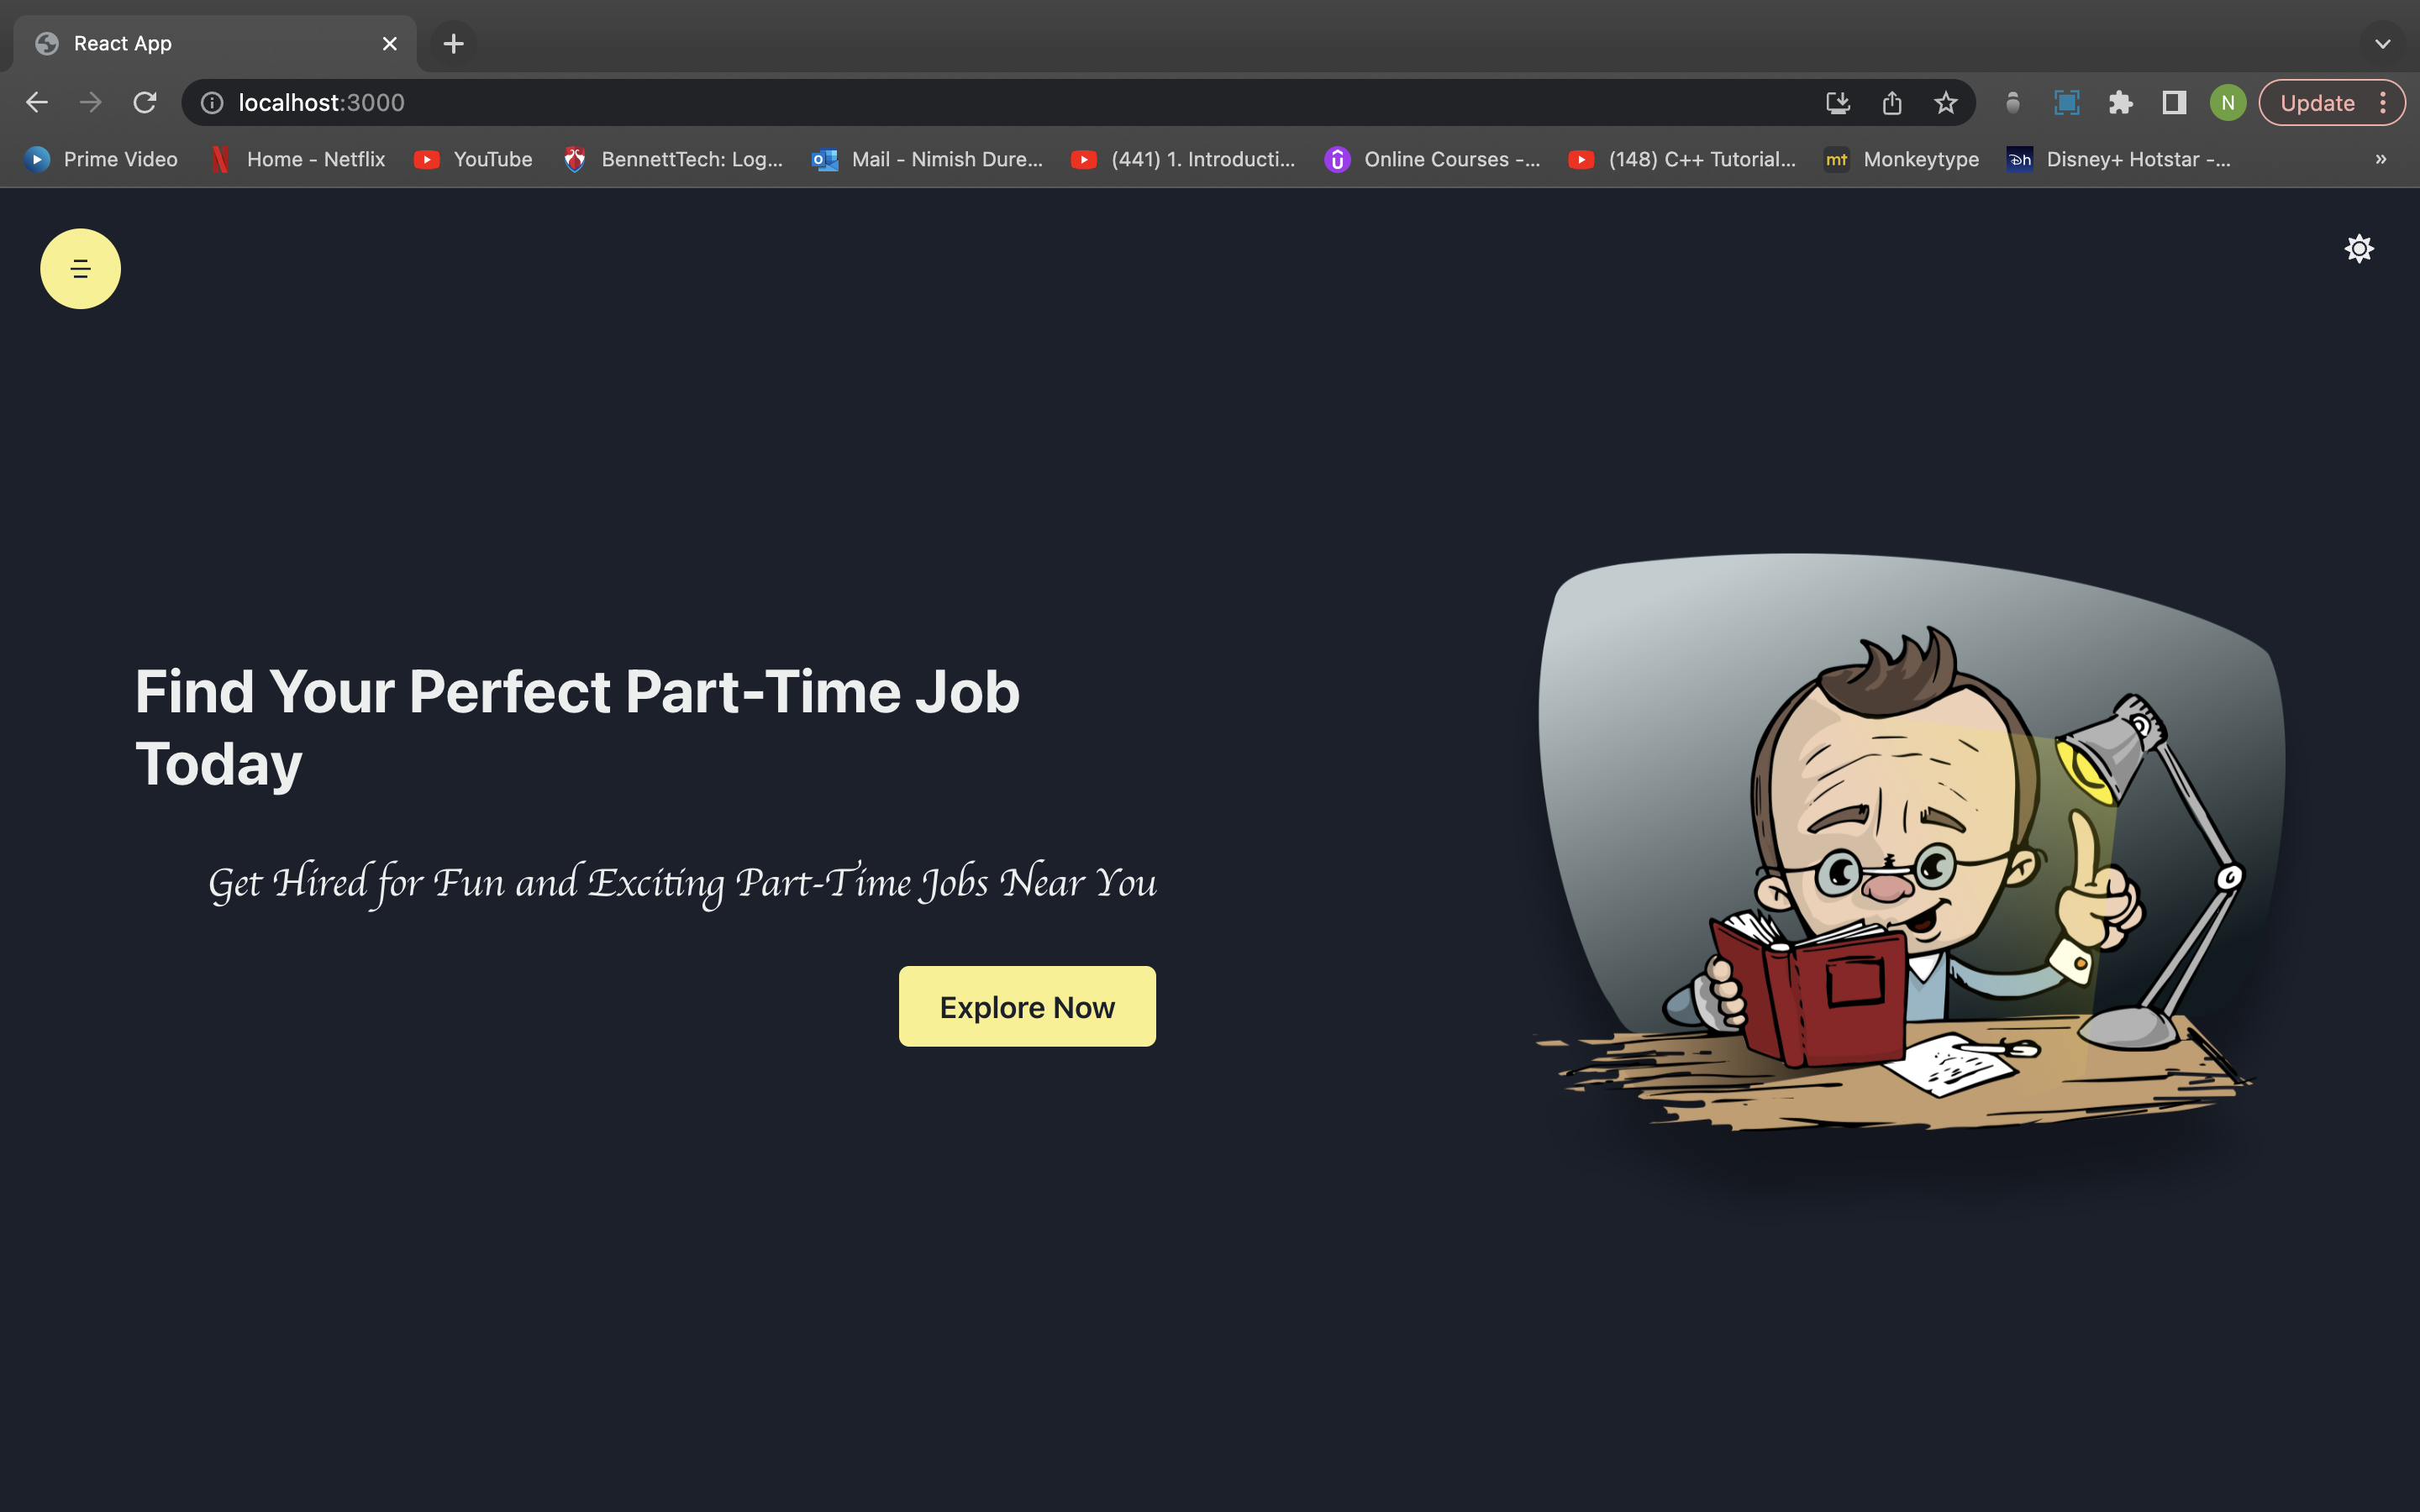 React App
localhost:3000
N
Update
Prime Video
Home - Netflix
YouTube
BennettTech: Log...
Mail - Nimish Dure...
(441) 1. Introducti...
Online Courses -...
(148) C++ Tutorial...
mt
Monkeytype
Disney+ Hotstar -...
Find Your Perfect Part-Time Job
Today
Get Hired for Fun and Exciting Part-Time Jobs Near You
Explore Now